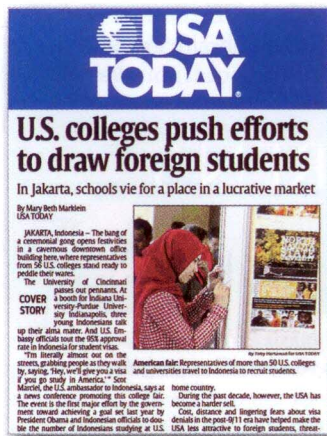 USA
TODAY
U.S. colleges push efforts
to draw foreign students
In Jakarta, schools vie for a place in a lucrative market
By Mary Beth Marklein
USA TODAY
JAKARTA, Indonesia – The bang of
a ceremonial gong opens festivities
in a cavernous downtown office
building here, where representatives
from 56 U.S. colleges stand ready to
peddle their wares.
The University of Cincinnati
passes out pennants. At
COVER
STORY
a booth for Indiana Uni-
versity-Purdue Univer-
sity Indianapolis, three
young Indonesians talk
up their alma mater. And U.S. Em-
bassy officials tout the 95% approval
rate in Indonesia for student visas.
"I'm literally almost out on the
streets, grabbing people as they walk
by, saying, 'Hey, we'll give you a visa
if you go study in America,' " Scot
Marciel, the U.S. ambassador to Indonesia, says at
a news conference promoting this college fair.
The event is the first major effort by the govern-
ment toward achieving a goal set last year by
President Obama and Indonesian officials to dou-
ble the number of Indonesians studying at U.S.
for USA TODAY
American fair: Representatives of more than 50 U.S. colleges
and universities travel to Indonesia to recruit students.
home country.
During the past decade, however, the USA has
become a harder sell.
Cost, distance and lingering fears about visa
denials in the post-9/11 era have helped make the
USA less attractive to foreign students, threat-